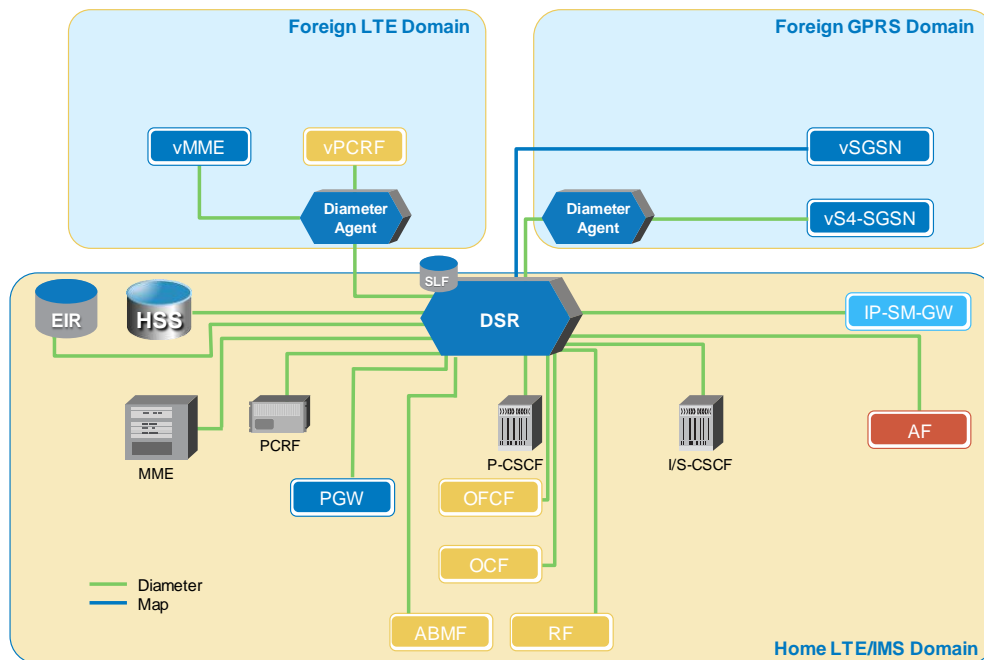 Foreign LTE Domain
Foreign GPRS Domain
vMME
vPCRF
vSGSN
Diameter
Agent
Diameter
Agent
vS4-SGSN
SLF
EIR
HSS
DSR
IP-SM-GW
MME
PCRF
P-CSCF
I/S-CSCF
AF
PGW
OFCF
OCF
Diameter
Map
ABMF
RF
Home LTE/IMS Domain